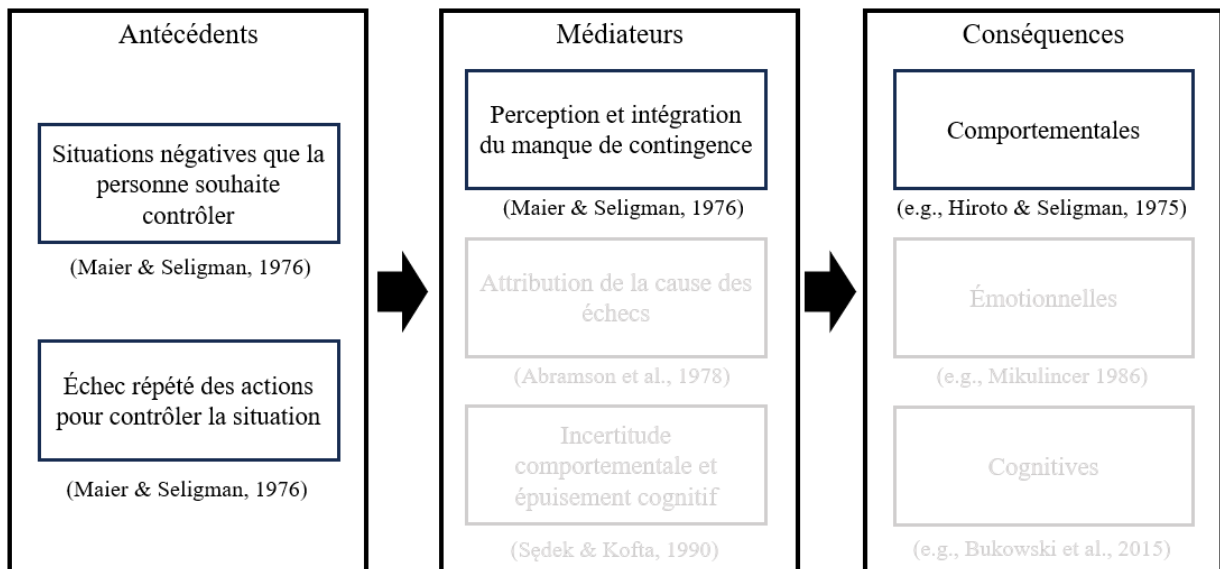 Antécédents
Situations négatives que la
personne souhaite
contrôler
(Maier & Seligman, 1976)
Échec répété des actions
pour contrôler la situation
(Maier & Seligman, 1976)
Médiateurs
Perception et intégration
du manque de contingence
(Maier & Seligman, 1976)
Attribution de la cause des
échecs
(Abramson et al., 1978)
Incertitude
comportementale et
épuisement cognitif
(Sędek & Kofta, 1990)
Conséquences
Comportementales
(e.g., Hiroto & Seligman, 1975)
Émotionnelles
(e.g., Mikulincer 1986)
Cognitives
(e.g., Bukowski et al., 2015)